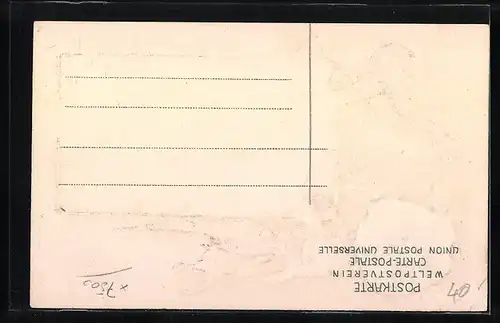 POSTKARTE
WELTPOSTVEREIN
CARTE-POSTALE
UNION POSTALE UNIVERSELLE
40